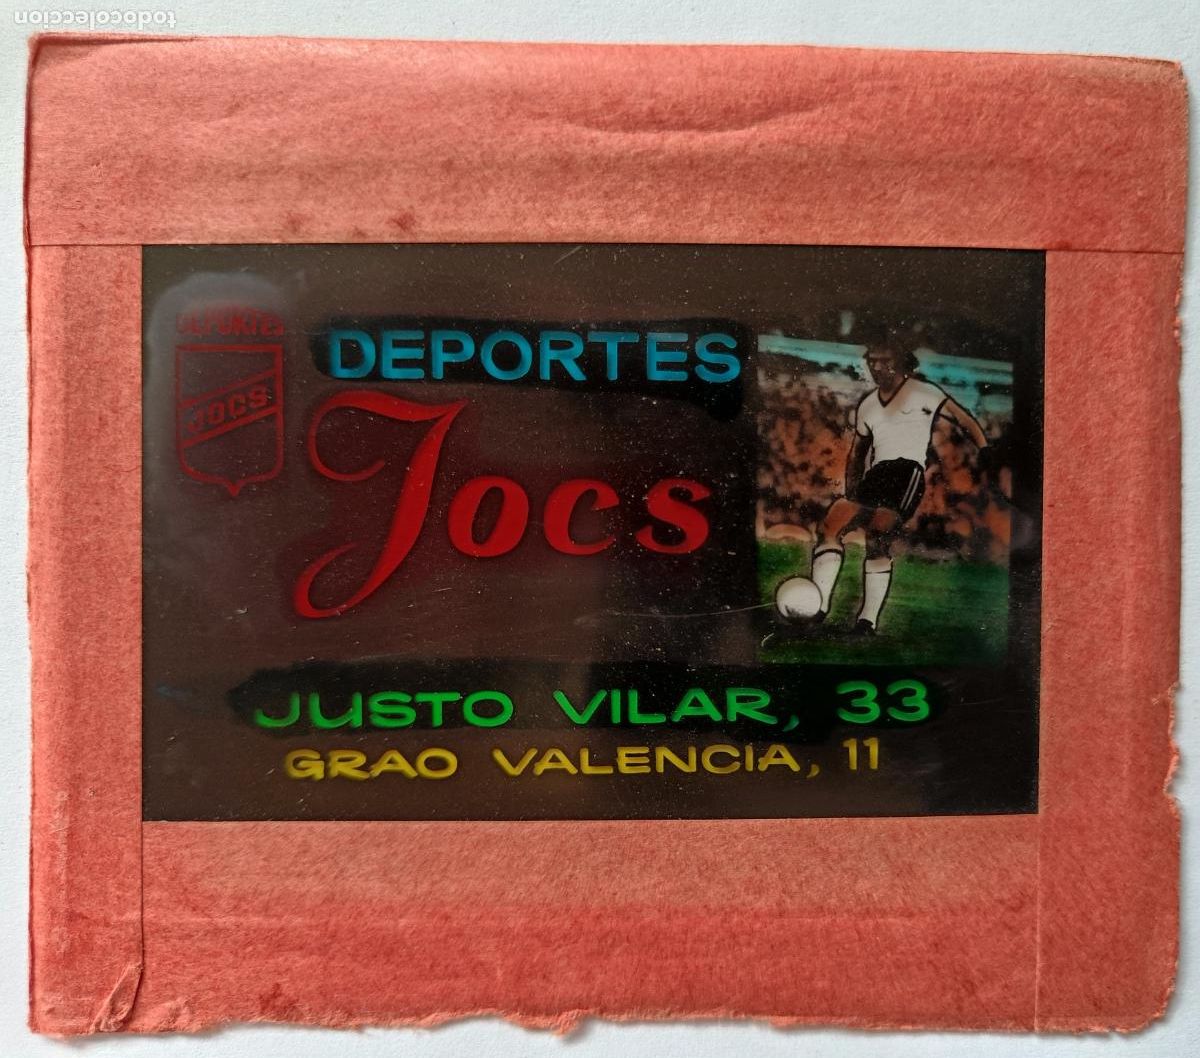 todocoleccion
DEPORTES
JOCS
DEPORTES
Jocs
JUSTO VILAR, 33
GRAO VALENCIA, 11